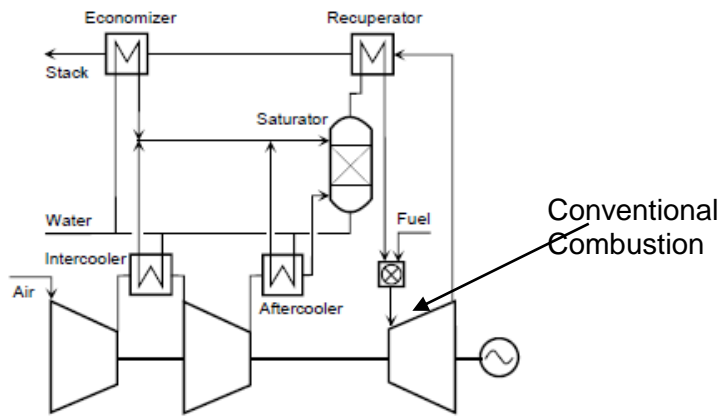 Economizer
Recuperator
Stack
Saturator
Water
Fuel
Conventional
Combustion
Intercooler
Air
Aftercooler